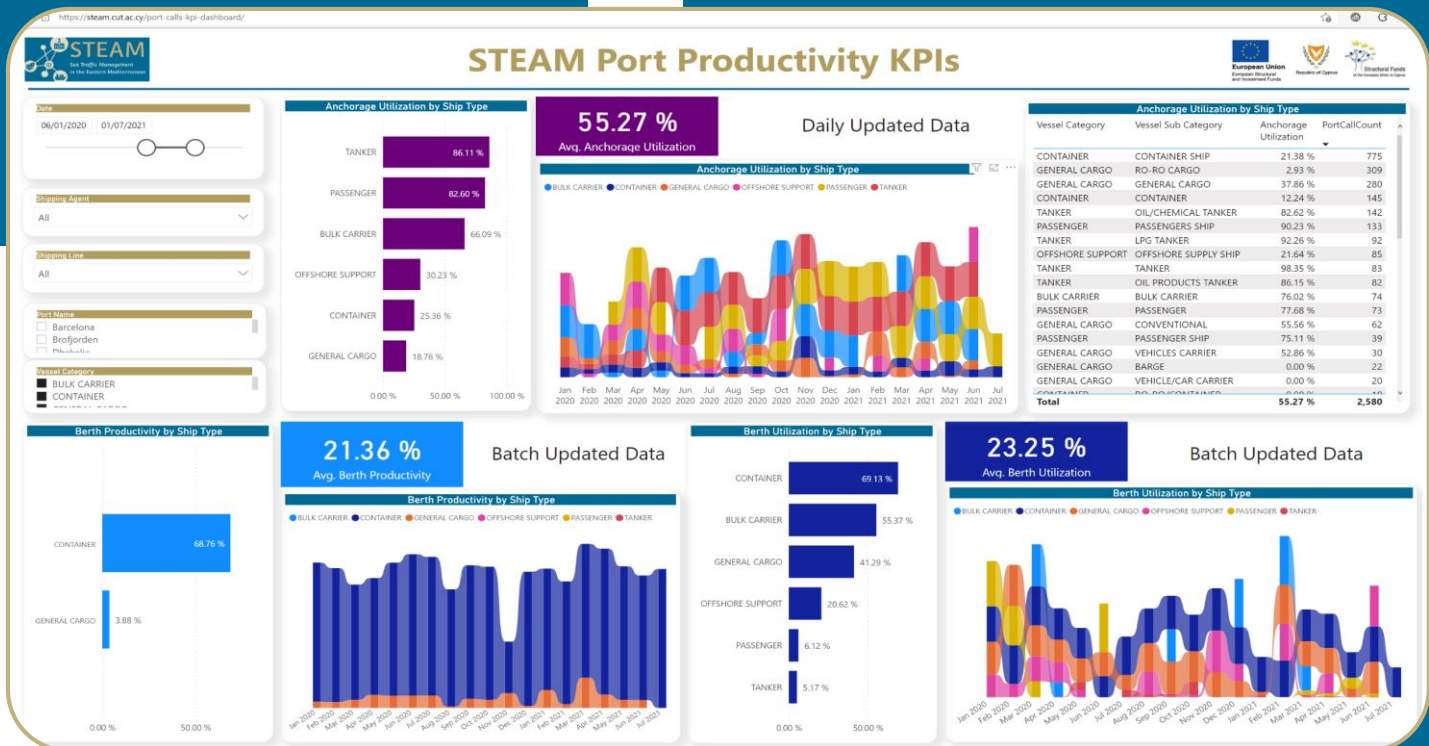 https://steam.cut.ac.cy/port-calls-kpi-dashboard/
STEAM
Sea Traffic Management
in the Eastern Mediterranean
STEAM Port Productivity KPIs
European Union
European Structural
and Investment Funds
Republic of Cyprus
Structural Funds
of the European Union in Cyprus
Date
06/01/2020 01/07/2021
Shipping Agent
All
Shipping Line
All
Port Name
Barcelona
Brofjorden
Vessel Category
BULK CARRIER
CONTAINER
Anchorage Utilization by Ship Type
TANKER 86.11 %
PASSENGER 82.60 %
BULK CARRIER 66.09 %
OFFSHORE SUPPORT 30.23 %
CONTAINER 25.36 %
GENERAL CARGO 18.76 %
0.00 % 50.00 % 100.00 %
55.27 %
Avg. Anchorage Utilization
Daily Updated Data
Anchorage Utilization by Ship Type
BULK CARRIER CONTAINER GENERAL CARGO OFFSHORE SUPPORT PASSENGER TANKER
Jan Feb Mar Apr May Jun Jul Aug Sep Oct Nov Dec Jan Feb Mar Apr May Jun Jul
2020 2020 2020 2020 2020 2020 2020 2020 2020 2020 2020 2020 2021 2021 2021 2021 2021 2021 2021
Anchorage Utilization by Ship Type
Vessel Category Vessel Sub Category Anchorage Utilization PortCallCount
CONTAINER CONTAINER SHIP 21.38 % 775
GENERAL CARGO RO-RO CARGO 2.93 % 309
GENERAL CARGO GENERAL CARGO 37.86 % 280
CONTAINER CONTAINER 12.24 % 145
TANKER OIL/CHEMICAL TANKER 82.62 % 142
PASSENGER PASSENGERS SHIP 90.23 % 133
TANKER LPG TANKER 92.26 % 92
OFFSHORE SUPPORT OFFSHORE SUPPLY SHIP 21.64 % 85
TANKER TANKER 98.35 % 83
TANKER OIL PRODUCTS TANKER 86.15 % 82
BULK CARRIER BULK CARRIER 76.02 % 74
PASSENGER PASSENGER 77.68 % 73
GENERAL CARGO CONVENTIONAL 55.56 % 62
PASSENGER PASSENGER SHIP 75.11 % 39
GENERAL CARGO VEHICLES CARRIER 52.86 % 30
GENERAL CARGO BARGE 0.00 % 22
GENERAL CARGO VEHICLE/CAR CARRIER 0.00 % 20
Total 55.27 % 2,580
Berth Productivity by Ship Type
CONTAINER 68.76 %
GENERAL CARGO 3.88 %
0.00 % 50.00 %
21.36 %
Avg. Berth Productivity
Batch Updated Data
Berth Productivity by Ship Type
BULK CARRIER CONTAINER GENERAL CARGO OFFSHORE SUPPORT PASSENGER TANKER
Jan 2020 Feb 2020 Mar 2020 Apr 2020 May 2020 Jun 2020 Jul 2020 Aug 2020 Sep 2020 Oct 2020 Nov 2020 Dec 2020 Jan 2021 Feb 2021 Mar 2021 Apr 2021 May 2021 Jun 2021 Jul 2021
Berth Utilization by Ship Type
CONTAINER 69.13 %
BULK CARRIER 55.37 %
GENERAL CARGO 41.29 %
OFFSHORE SUPPORT 20.62 %
PASSENGER 6.12 %
TANKER 5.17 %
0.00 % 50.00 %
23.25 %
Avg. Berth Utilization
Batch Updated Data
Berth Utilization by Ship Type
BULK CARRIER CONTAINER GENERAL CARGO OFFSHORE SUPPORT PASSENGER TANKER
Jan 2020 Feb 2020 Mar 2020 Apr 2020 May 2020 Jun 2020 Jul 2020 Aug 2020 Sep 2020 Oct 2020 Nov 2020 Dec 2020 Jan 2021 Feb 2021 Mar 2021 Apr 2021 May 2021 Jun 2021 Jul 2021